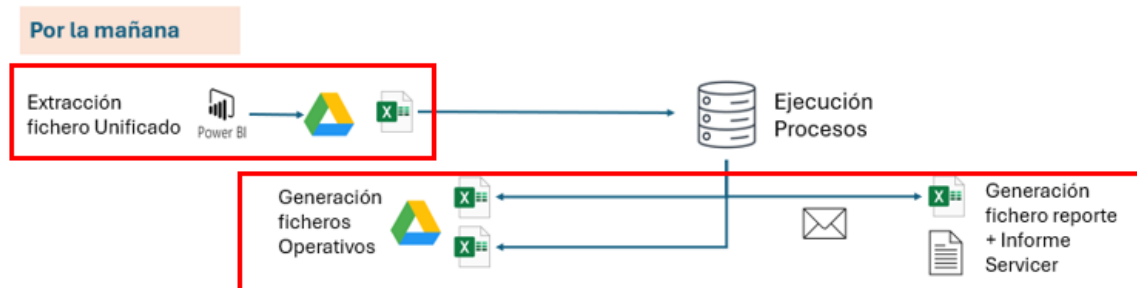 Por la mañana
Extracción
fichero Unificado
Power BI
X
Ejecución
Procesos
Generación
ficheros
Operativos
X
X
X
Generación
fichero reporte
+ Informe
Servicer